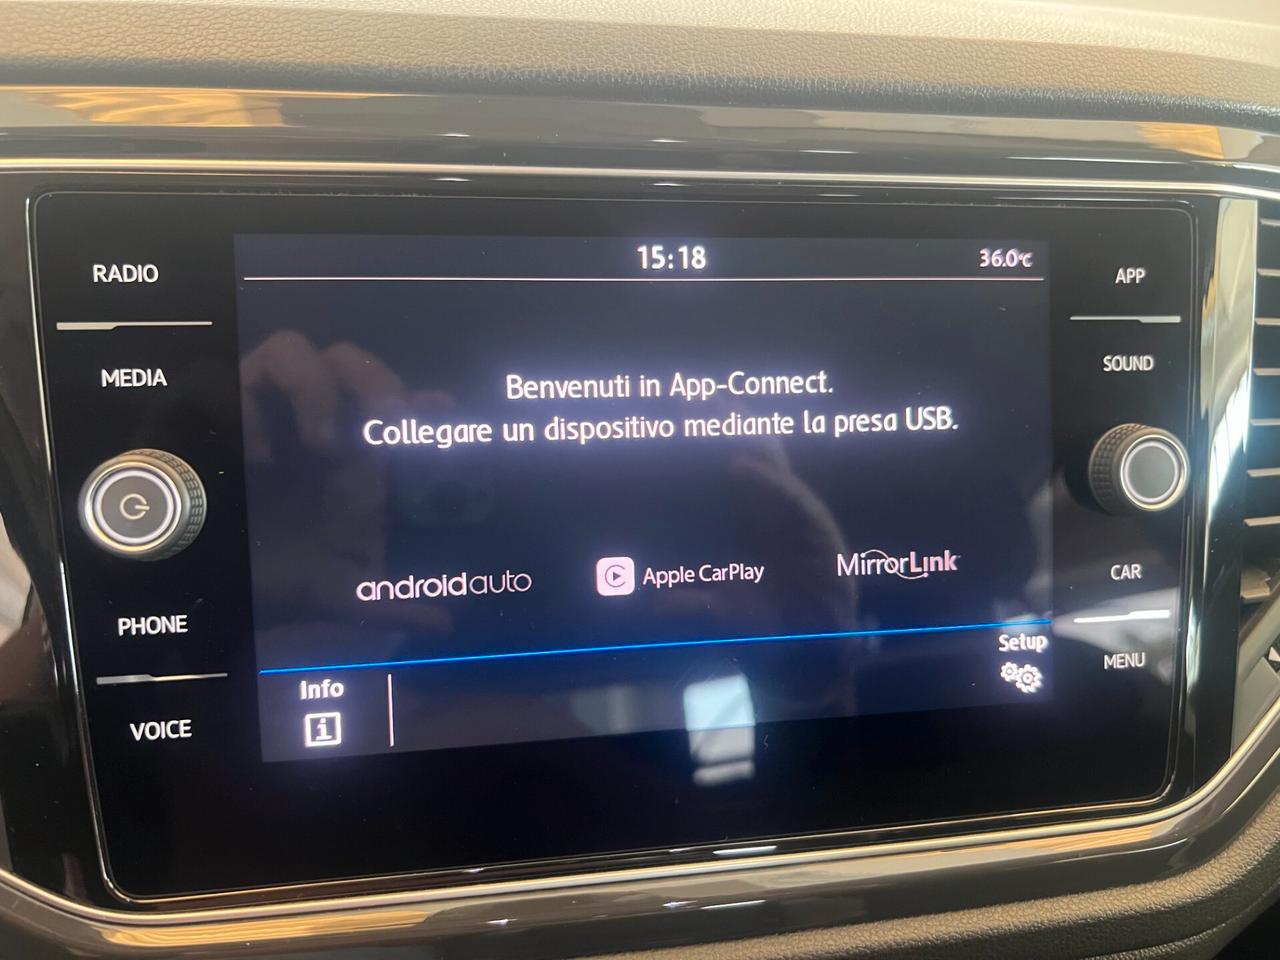 15:18
36.0°C
RADIO
MEDIA
PHONE
VOICE
Benvenuti in App-Connect.
Collegare un dispositivo mediante la presa USB.
androidauto
Apple CarPlay
MirrorLink
Info
i
Setup
APP
SOUND
CAR
MENU